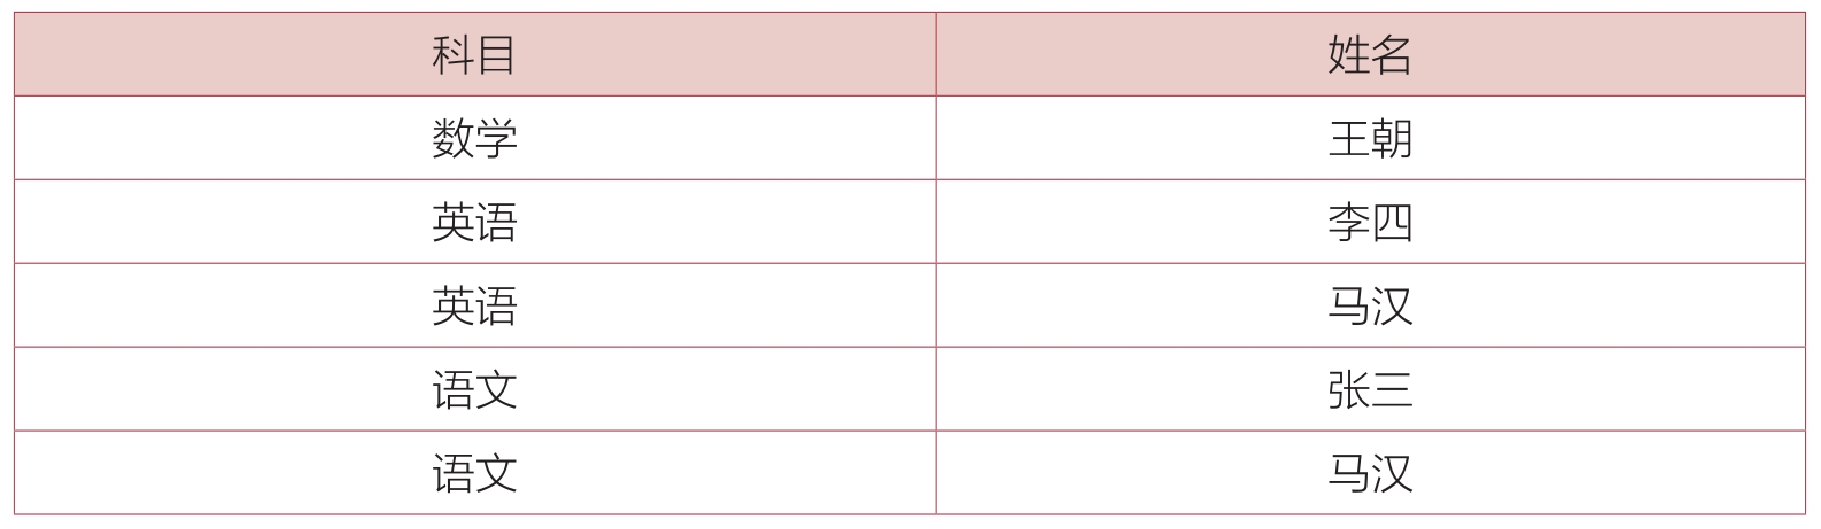 科目 姓名
数学 王朝
英语 李四
英语 马汉
语文 张三
语文 马汉